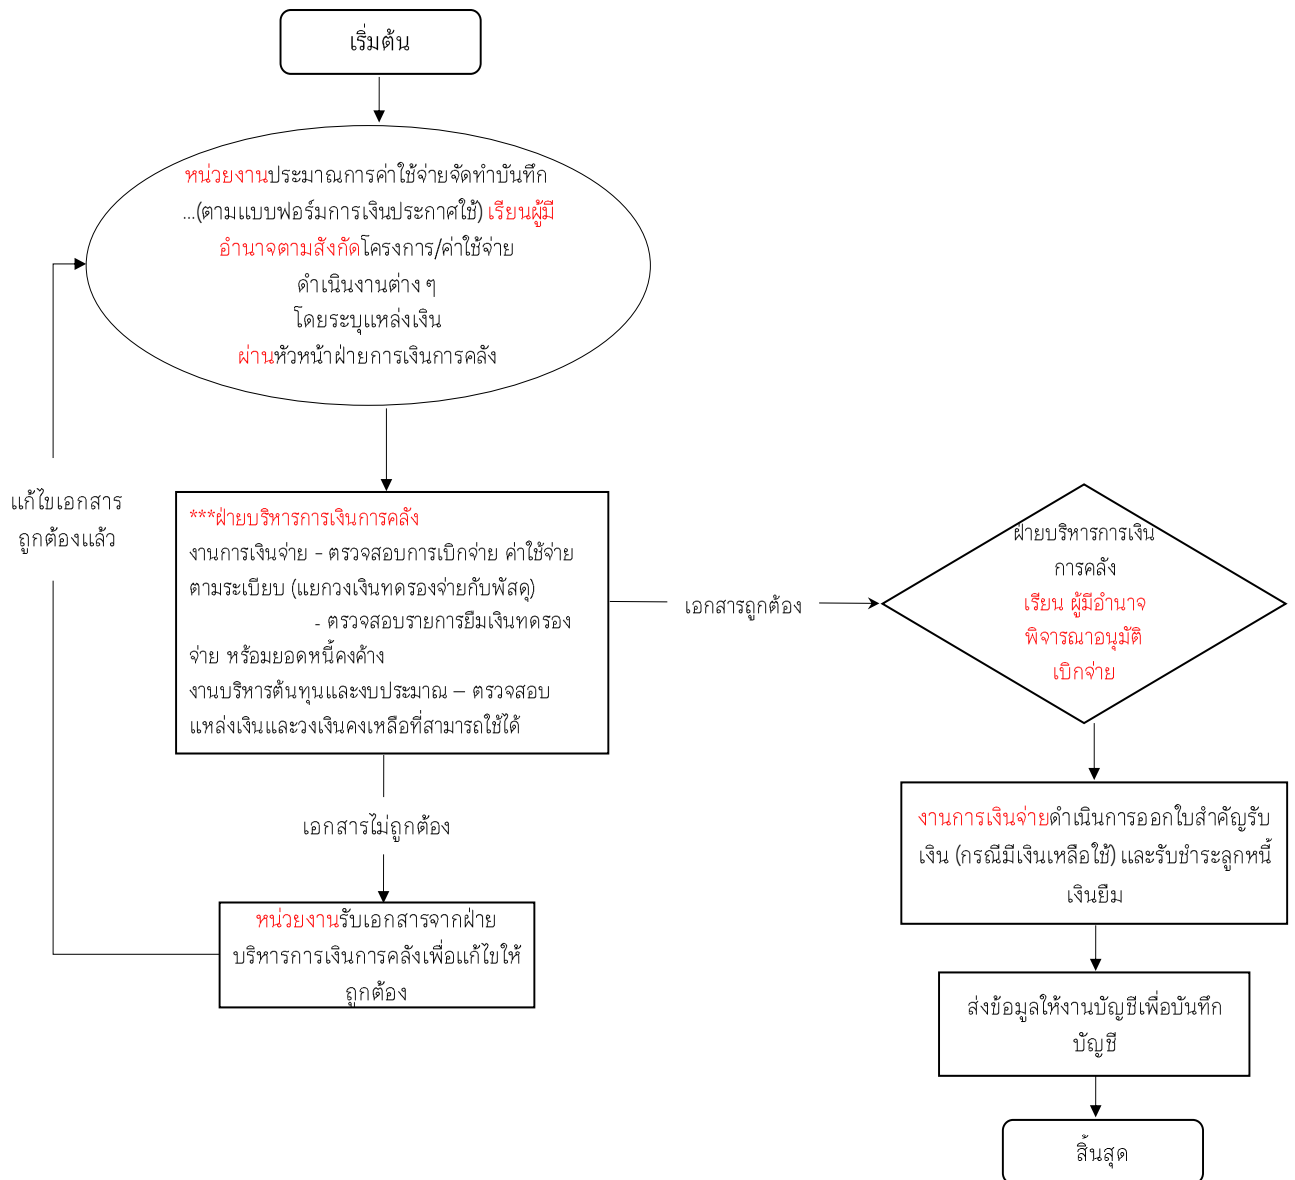 เริ่มต้น
หน่วยงานประมาณการค่าใช้จ่ายจัดทำบันทึก
...(ตามแบบฟอร์มการเงินประกาศใช้) เรียนผู้มี
อำนาจตามสังกัดโครงการ/ค่าใช้จ่าย
ดำเนินงานต่าง ๆ
โดยระบุแหล่งเงิน
ผ่านหัวหน้าฝ่ายการเงินการคลัง
แก้ไขเอกสาร
ถูกต้องแล้ว
***ฝ่ายบริหารการเงินการคลัง
งานการเงินจ่าย - ตรวจสอบการเบิกจ่าย ค่าใช้จ่าย
ตามระเบียบ (แยกวงเงินทดรองจ่ายกับพัสดุ)
- ตรวจสอบรายการยืมเงินทดรอง
จ่าย พร้อมยอดหนี้คงค้าง
งานบริหารต้นทุนและงบประมาณ – ตรวจสอบ
แหล่งเงินและวงเงินคงเหลือที่สามารถใช้ได้
เอกสารถูกต้อง
ฝ่ายบริหารการเงิน
การคลัง
เรียน ผู้มีอำนาจ
พิจารณาอนุมัติ
เบิกจ่าย
เอกสารไม่ถูกต้อง
หน่วยงานรับเอกสารจากฝ่าย
บริหารการเงินการคลังเพื่อแก้ไขให้
ถูกต้อง
งานการเงินจ่ายดำเนินการออกใบสำคัญรับ
เงิน (กรณีมีเงินเหลือใช้) และรับชำระลูกหนี้
เงินยืม
ส่งข้อมูลให้งานบัญชีเพื่อบันทึก
บัญชี
สิ้นสุด